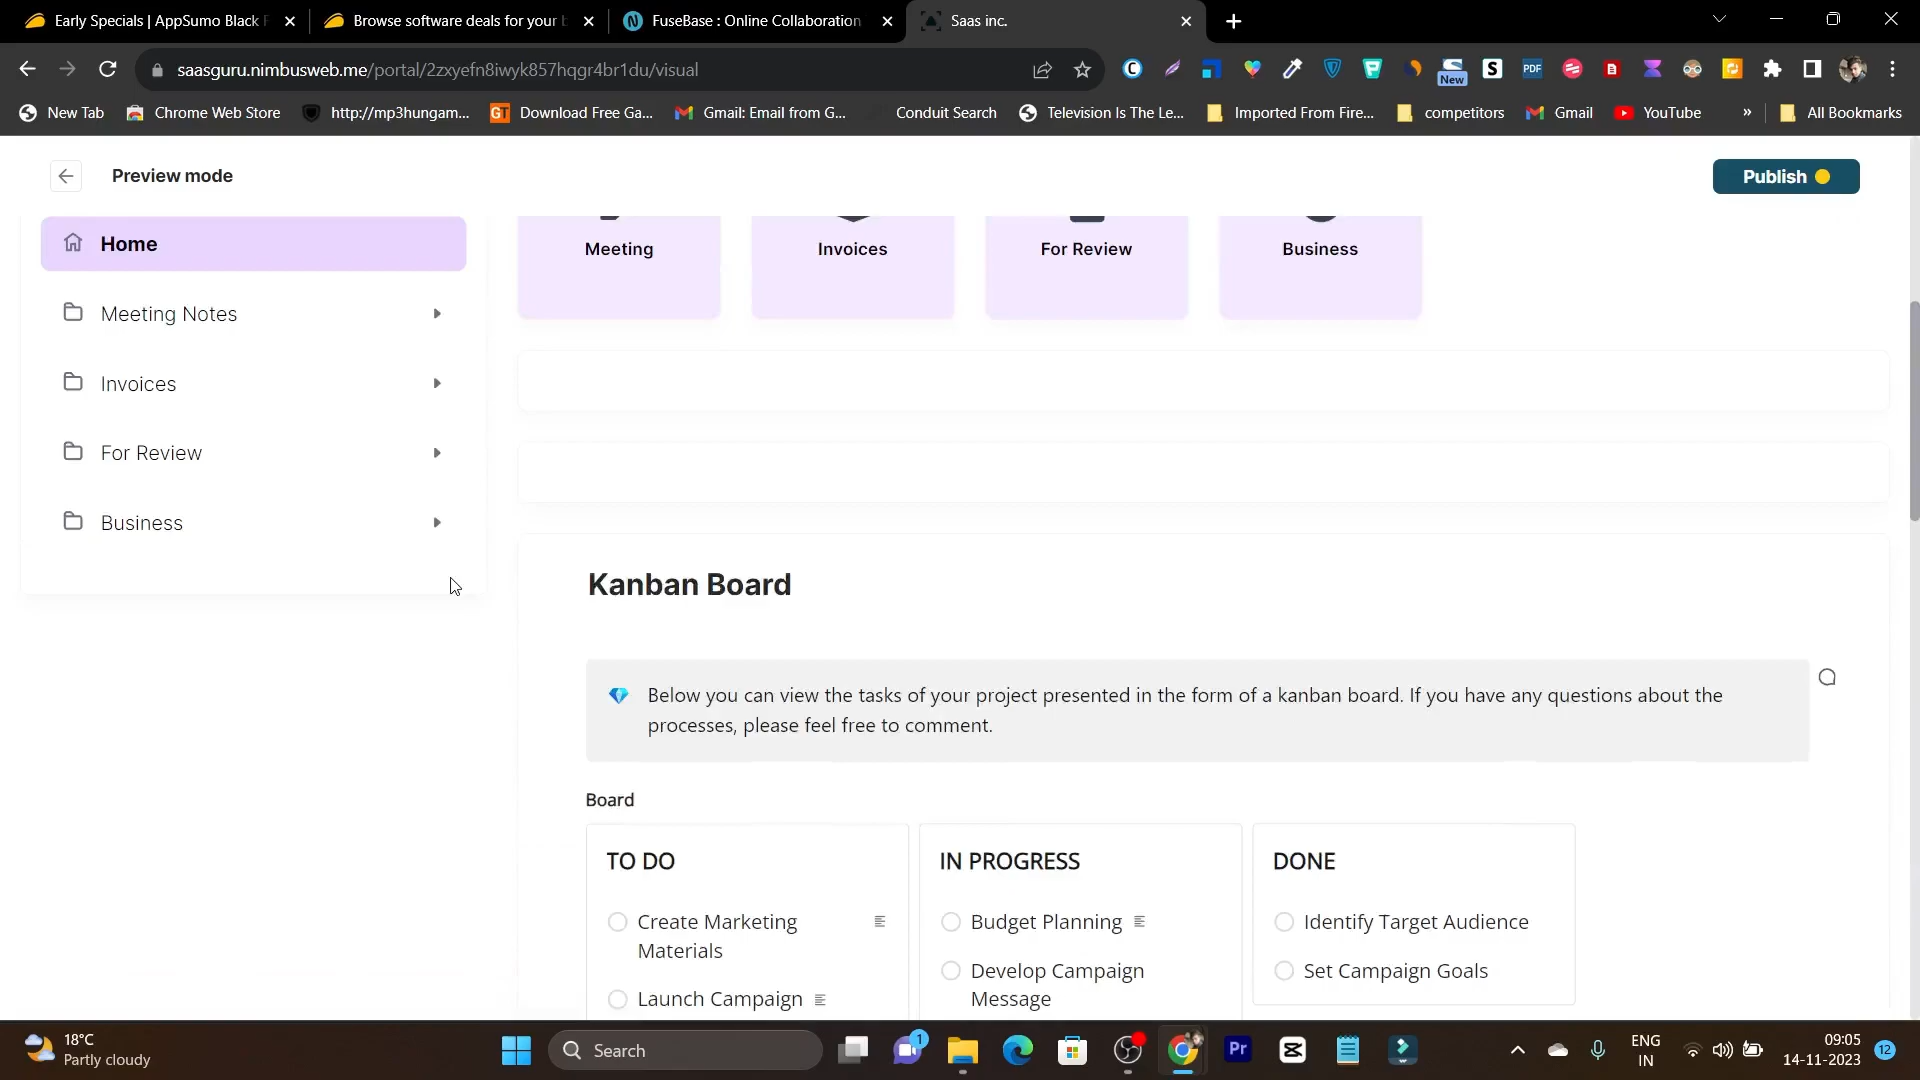 Early Specials | AppSumo Black F
Browse software deals for your b
FuseBase : Online Collaboration
Saas inc.
saasguru.nimbusweb.me/portal/2zxyefn8iwyk857hqgr4br1du/visual
New
PDF
New Tab
Chrome Web Store
http://mp3hungam...
GT
Download Free Ga...
Gmail: Email from G...
Conduit Search
Television Is The Le...
Imported From Fire...
competitors
Gmail
YouTube
»
All Bookmarks
Preview mode
Publish
Home
Meeting Notes
Invoices
For Review
Business
Meeting
Invoices
For Review
Business
Kanban Board
Below you can view the tasks of your project presented in the form of a kanban board. If you have any questions about the
processes, please feel free to comment.
Board
TO DO
Create Marketing
Materials
Launch Campaign
IN PROGRESS
Budget Planning
Develop Campaign
Message
DONE
Identify Target Audience
Set Campaign Goals
18°C
Partly cloudy
Search
1
Pr
ENG
IN
09:05
14-11-2023
12